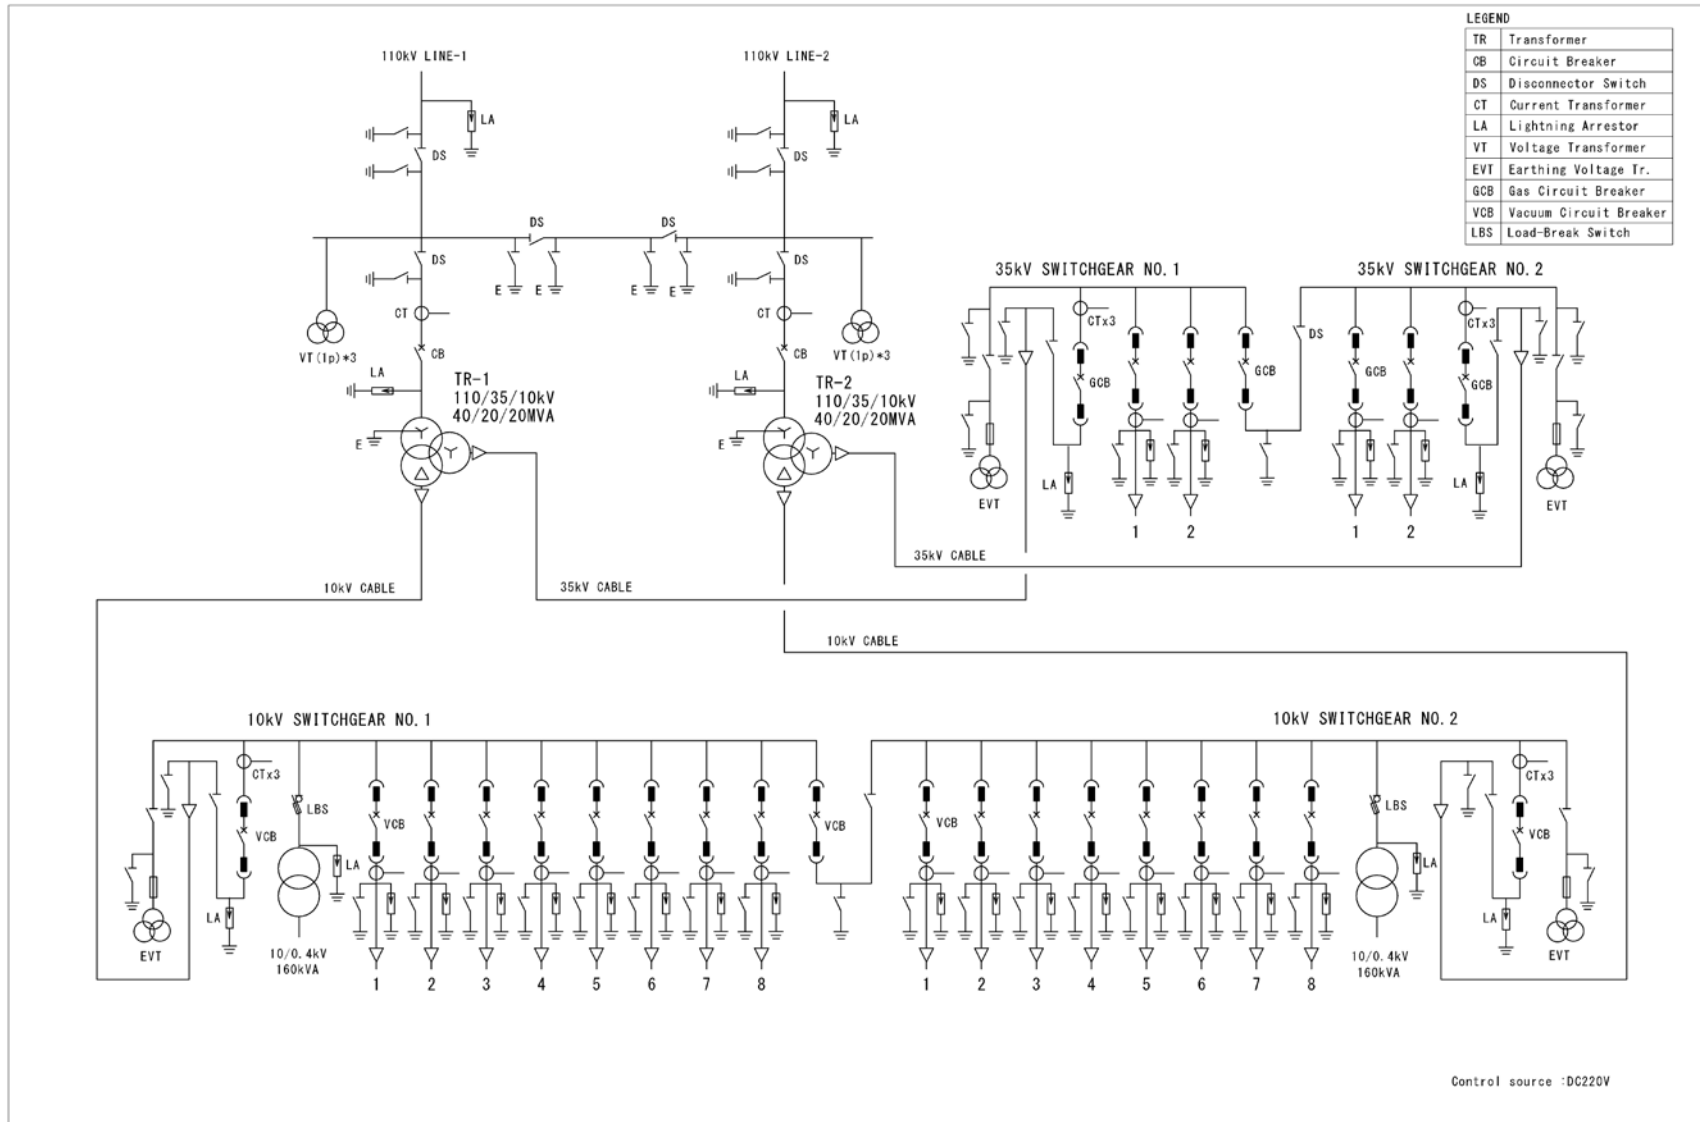 LEGEND
TR Transformer
CB Circuit Breaker
DS Disconnector Switch
CT Current Transformer
LA Lightning Arrestor
VT Voltage Transformer
EVT Earthing Voltage Tr.
GCB Gas Circuit Breaker
VCB Vacuum Circuit Breaker
LBS Load-Break Switch
110kV LINE-1
110kV LINE-2
LA
LA
DS
DS
DS
DS
DS
DS
E
E
E
E
CT
CT
VT(1p)*3
VT(1p)*3
CB
CB
LA
LA
TR-1
110/35/10kV
40/20/20MVA
TR-2
110/35/10kV
40/20/20MVA
E
E
35kV SWITCHGEAR NO.1
35kV SWITCHGEAR NO.2
CTx3
CTx3
DS
GCB
GCB
GCB
GCB
LA
LA
EVT
EVT
1
2
1
2
35kV CABLE
10kV CABLE
35kV CABLE
10kV CABLE
10kV SWITCHGEAR NO.1
10kV SWITCHGEAR NO.2
CTx3
CTx3
LBS
LBS
VCB
VCB
VCB
VCB
VCB
LA
LA
LA
LA
EVT
EVT
10/0.4kV
160kVA
10/0.4kV
160kVA
1 2 3 4 5 6 7 8
1 2 3 4 5 6 7 8
Control source :DC220V